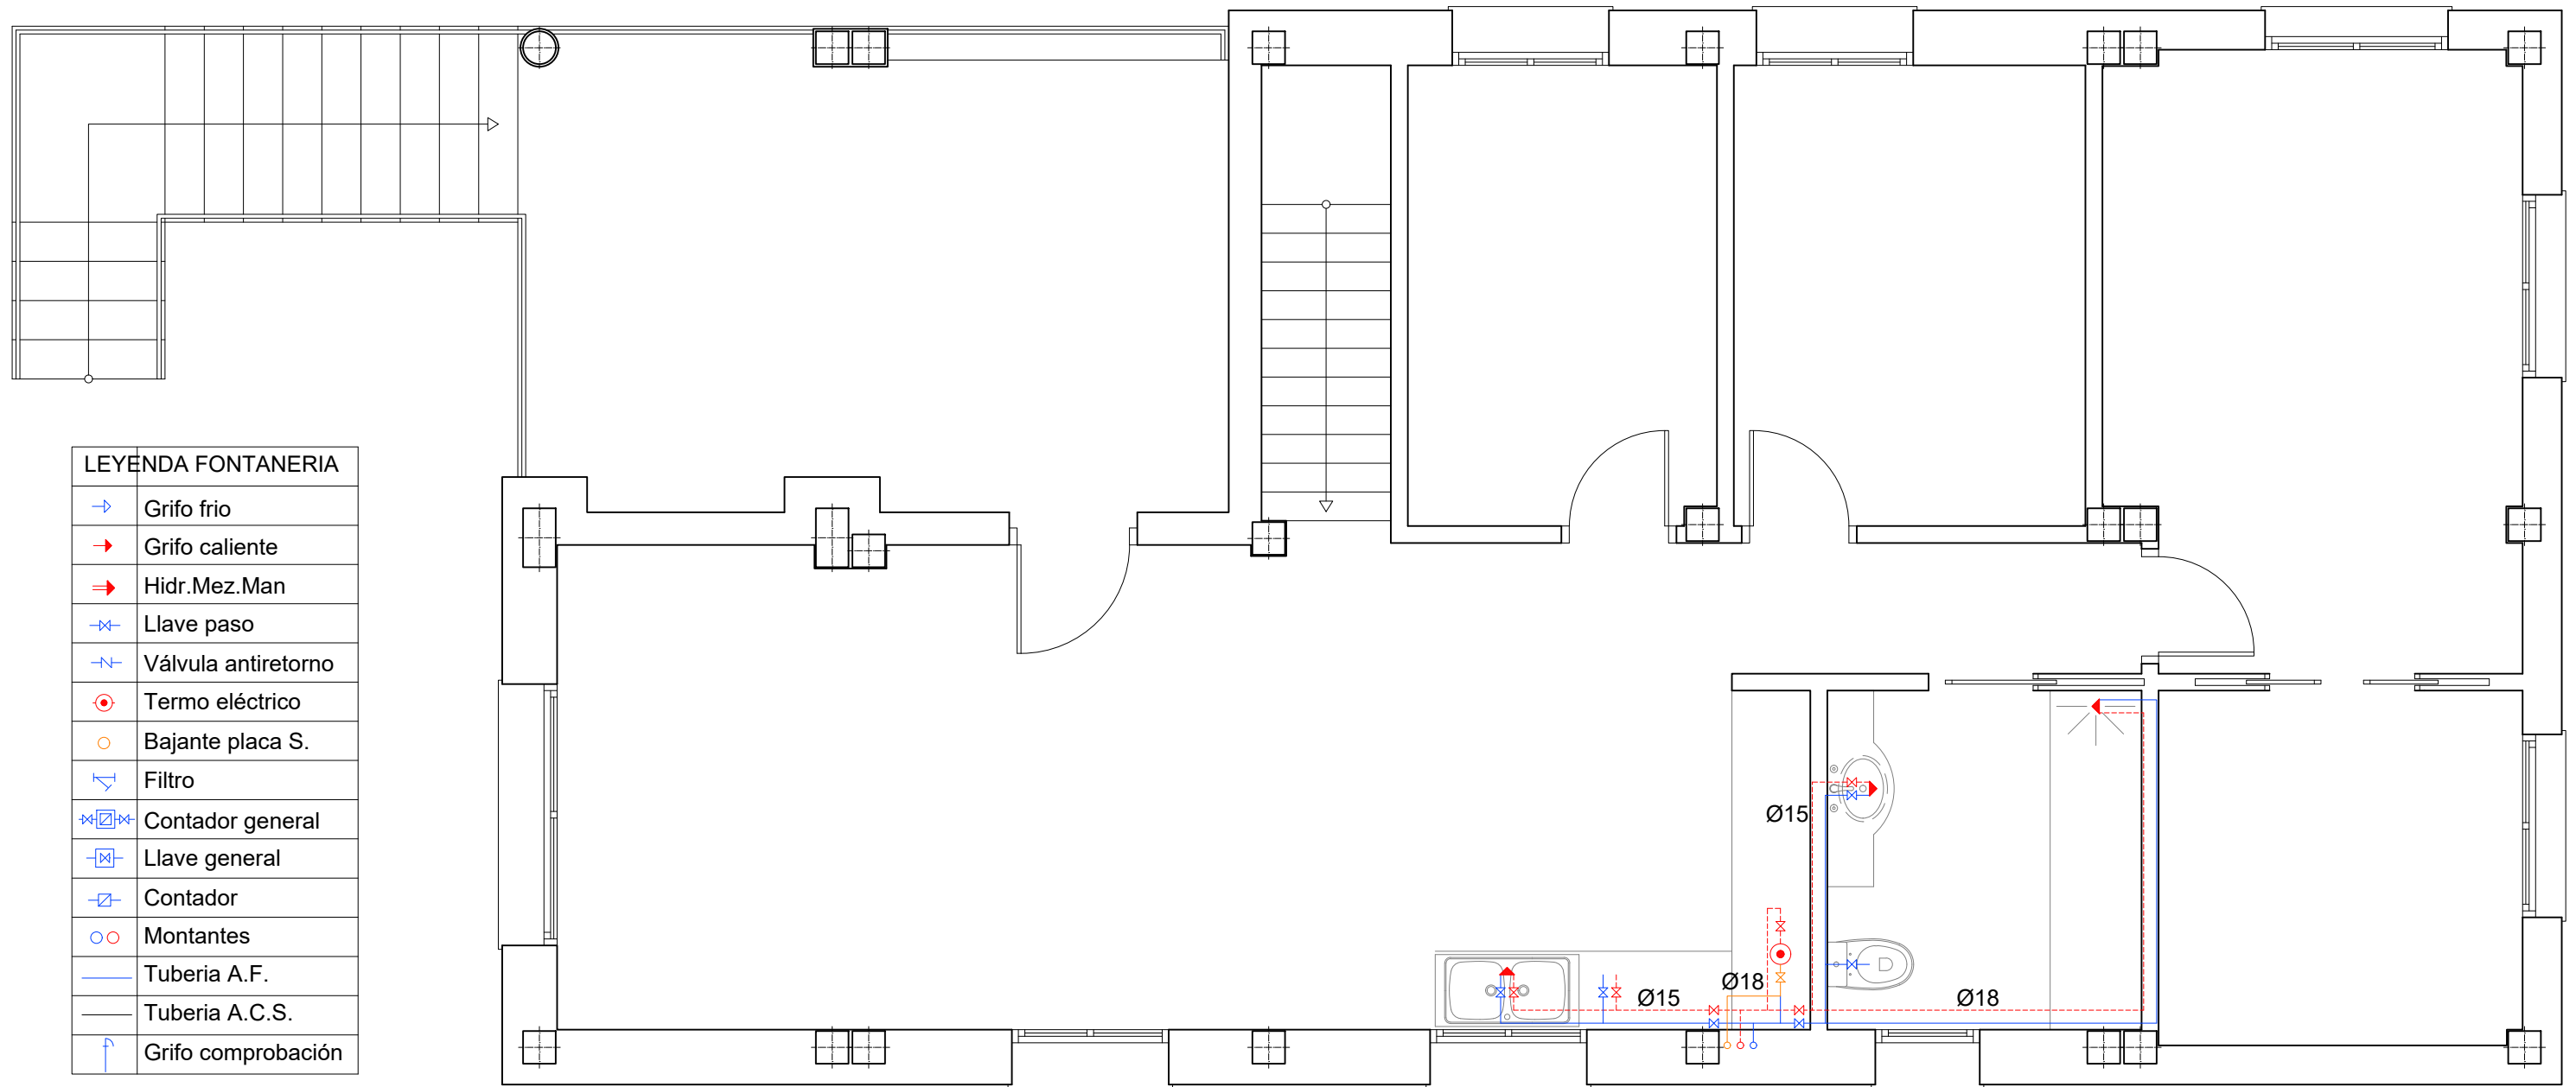 LEYENDA FONTANERIA
Grifo frio
Grifo caliente
Hidr.Mez.Man
Llave paso
Válvula antiretorno
Termo eléctrico
Bajante placa S.
Filtro
Contador general
Llave general
Contador
Montantes
Tuberia A.F.
Tuberia A.C.S.
Grifo comprobación
Ø15
Ø18
Ø15
Ø18